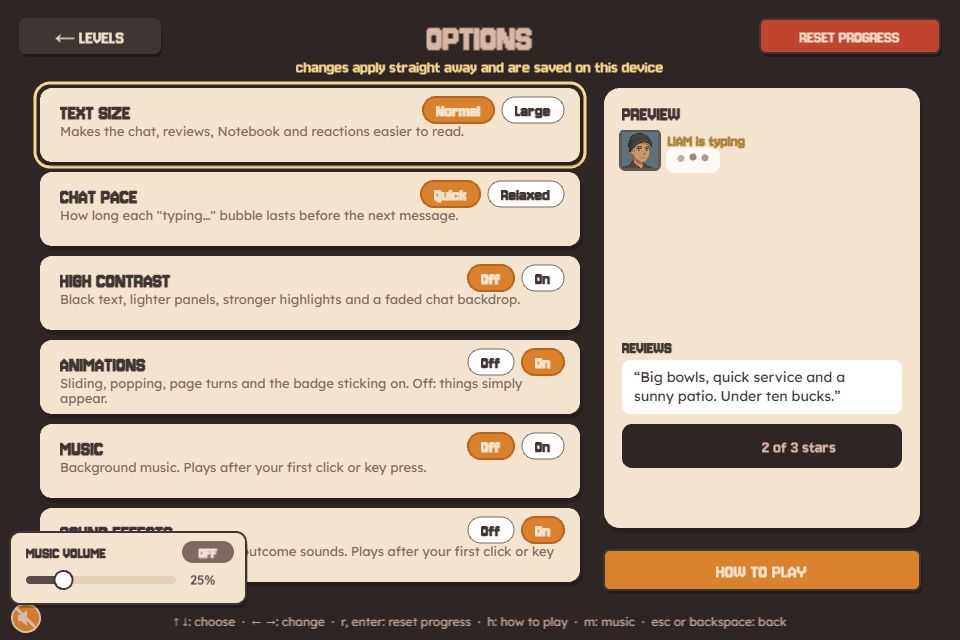 ← LEVELS
OPTIONS
RESET PROGRESS
changes apply straight away and are saved on this device
TEXT SIZE
Normal
Large
Makes the chat, reviews, Notebook and reactions easier to read.
CHAT PACE
Quick
Relaxed
How long each "typing…" bubble lasts before the next message.
HIGH CONTRAST
Off
On
Black text, lighter panels, stronger highlights and a faded chat backdrop.
ANIMATIONS
Off
On
Sliding, popping, page turns and the badge sticking on. Off: things simply
appear.
MUSIC
Off
On
Background music. Plays after your first click or key press.
SOUND EFFECTS
Off
On
outcome sounds. Plays after your first click or key
MUSIC VOLUME
OFF
25%
PREVIEW
LIAM is typing
REVIEWS
“Big bowls, quick service and a
sunny patio. Under ten bucks.”
2 of 3 stars
HOW TO PLAY
↑ ↓: choose · ← →: change · r, enter: reset progress · h: how to play · m: music · esc or backspace: back